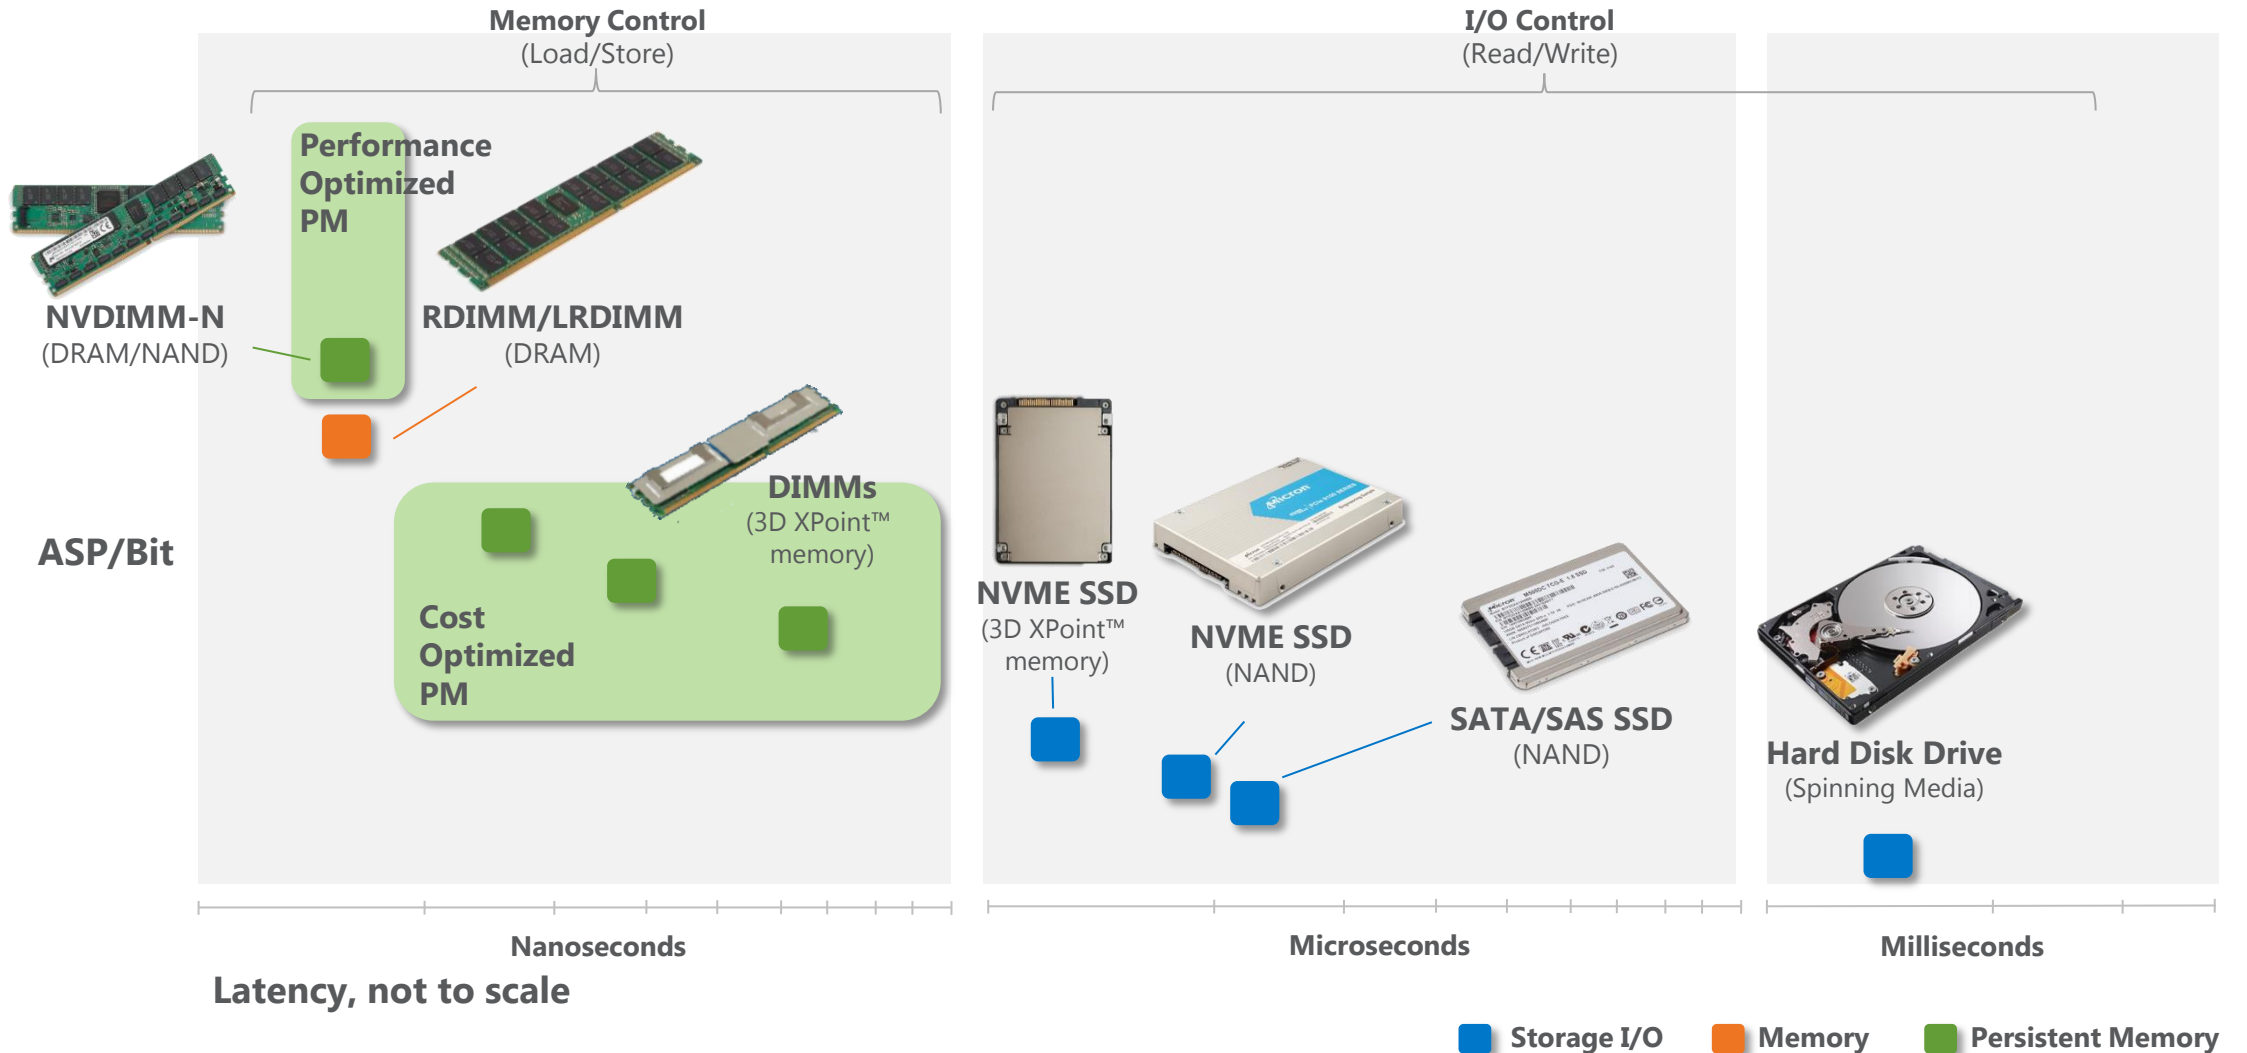 Memory Control
(Load/Store)
I/O Control
(Read/Write)
Performance
Optimized
PM
NVDIMM-N
(DRAM/NAND)
RDIMM/LRDIMM
(DRAM)
DIMMs
(3D XPoint™
memory)
ASP/Bit
Cost
Optimized
PM
NVME SSD
(3D XPoint™
memory)
Micron
NVME SSD
(NAND)
Micron
SATA/SAS SSD
(NAND)
Hard Disk Drive
(Spinning Media)
Nanoseconds
Microseconds
Milliseconds
Latency, not to scale
Storage I/O
Memory
Persistent Memory